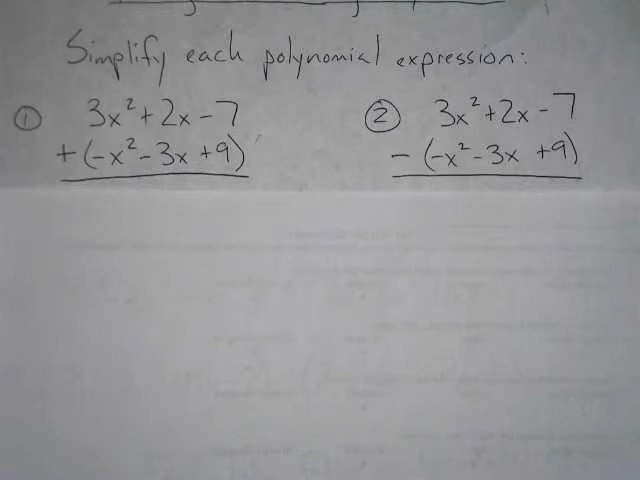 Simplify each polynomial expression:
① 3x² + 2x - 7
+ (-x² - 3x + 9)
② 3x² + 2x - 7
- (-x² - 3x + 9)